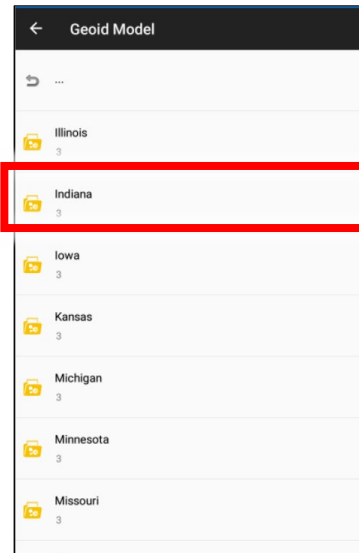 Geoid Model
...
Illinois
3
Indiana
3
Iowa
3
Kansas
3
Michigan
3
Minnesota
3
Missouri
3